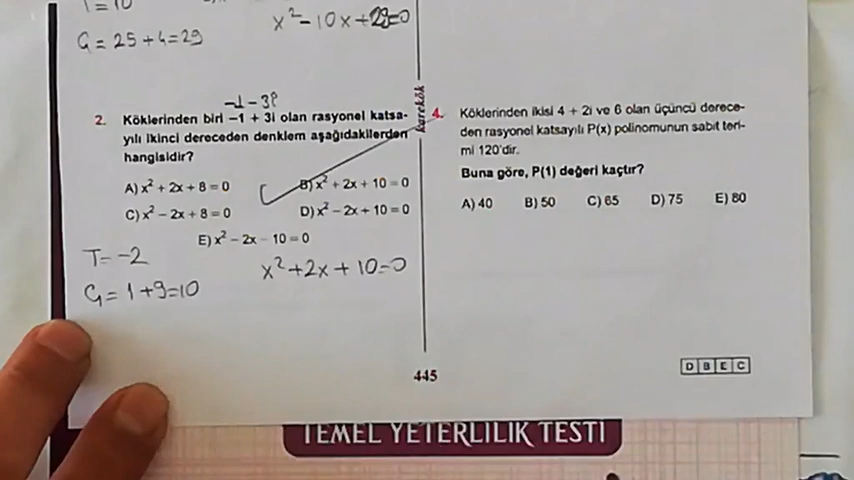 = 10
x² - 10x + 29 = 0
Ç = 25 + 4 = 29
-1 - 3i
2. Köklerinden biri -1 + 3i olan rasyonel katsa-
yılı ikinci dereceden denklem aşağıdakilerden
hangisidir?
A) x² + 2x + 8 = 0
B) x² + 2x + 10 = 0
C) x² - 2x + 8 = 0
D) x² - 2x + 10 = 0
E) x² - 2x - 10 = 0
T = -2
Ç = 1 + 9 = 10
x² + 2x + 10 = 0
karekök
4. Köklerinden ikisi 4 + 2i ve 6 olan üçüncü derece-
den rasyonel katsayılı P(x) polinomunun sabit teri-
mi 120'dir.
Buna göre, P(1) değeri kaçtır?
A) 40 B) 50 C) 65 D) 75 E) 80
445
D B E C
TEMEL YETERLİLİK TESTİ